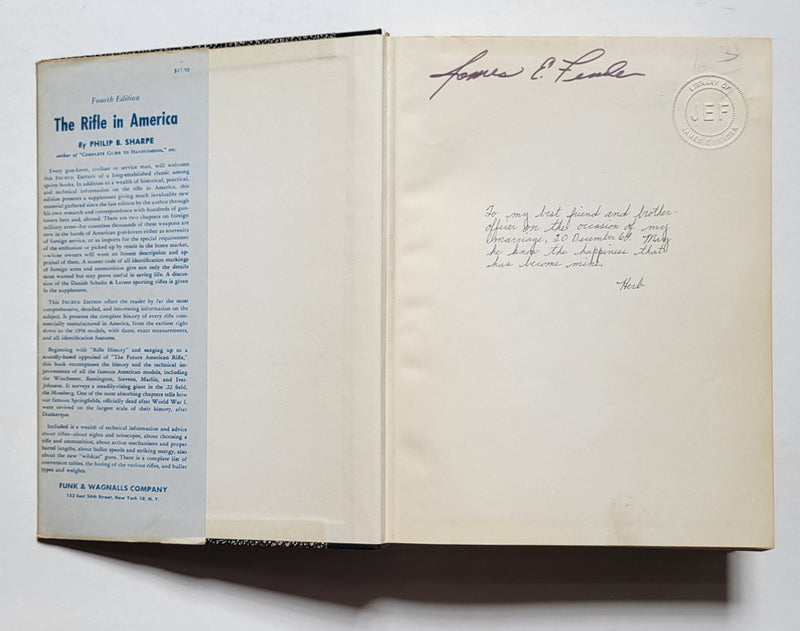 $17.50
Fourth Edition
The Rifle in America
By PHILIP B. SHARPE
author of "COMPLETE GUIDE TO HANDLOADING," etc.
Every gun-lover, civilian or service man, will welcome
this FOURTH EDITION of a long-established classic among
sports books. In addition to a wealth of historical, practical,
and technical information on the rifle in America, this
edition presents a supplement giving much invaluable new
material gathered since the last edition by the author through
his own research and correspondence with hundreds of gun-
lovers here and, abroad. There are two chapters on foreign
military arms—for countless thousands of these weapons are
now in the hands of American gun-lovers either as souvenirs
of foreign service, or as imports for the special requirement
of the enthusiast or picked up by resale in the home market,
—whose owners will want an honest description and ap-
praisal of them. A master code of all identification markings
of foreign arms and ammunition give not only the details
most wanted but may prove useful in saving life. A discus-
sion of the Danish Schultz & Larsen sporting rifles is given
in the supplement.
This FOURTH EDITION offers the reader by far the most
comprehensive, detailed, and interesting information on the
subject. It presents the complete history of every rifle com-
mercially manufactured in America, from the earliest right
down to the 1958 models, with dates, exact measurements,
and all identification features.
Beginning with "Rifle History" and ranging up to a
soundly-based appraisal of "The Future American Rifle,"
this book encompasses the history and the technical im-
provements of all the famous American models, including
the Winchester, Remington, Stevens, Marlin, and Iver-
Johnson. It surveys a steadily-rising giant in the .22 field,
the Mossberg. One of the most absorbing chapters tells how
our famous Springfields, officially dead after World War I,
were revived on the largest scale of their history, after
Dunkerque.
Included is a wealth of technical information and advice
about rifles—about sights and telescopes, about choosing a
rifle and ammunition, about action mechanisms and proper
barrel lengths, about bullet speeds and striking energy, also
about the new "wildcat" guns. There is a complete list of
conversion tables, the boring of the various rifles, and bullet
types and weights.
FUNK & WAGNALLS COMPANY
153 East 24th Street, New York 10, N. Y.
James E. Fender
LIBRARY OF
JEF
JAMES E FENDER
To my best friend and brother-
officer on the occasion of my
marriage, 20 December 64. May
he know the happiness that
has become mine.
Herb